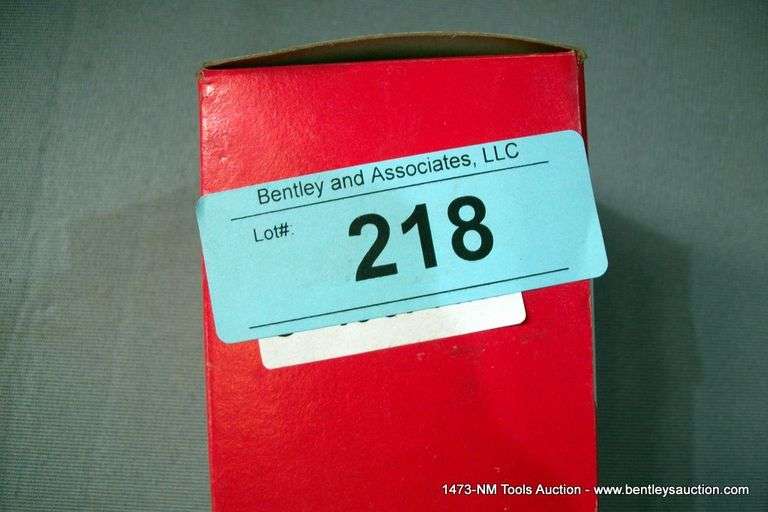 Bentley and Associates, LLC
Lot#.
218
1473-NM Tools Auction - www.bentleysauction.com